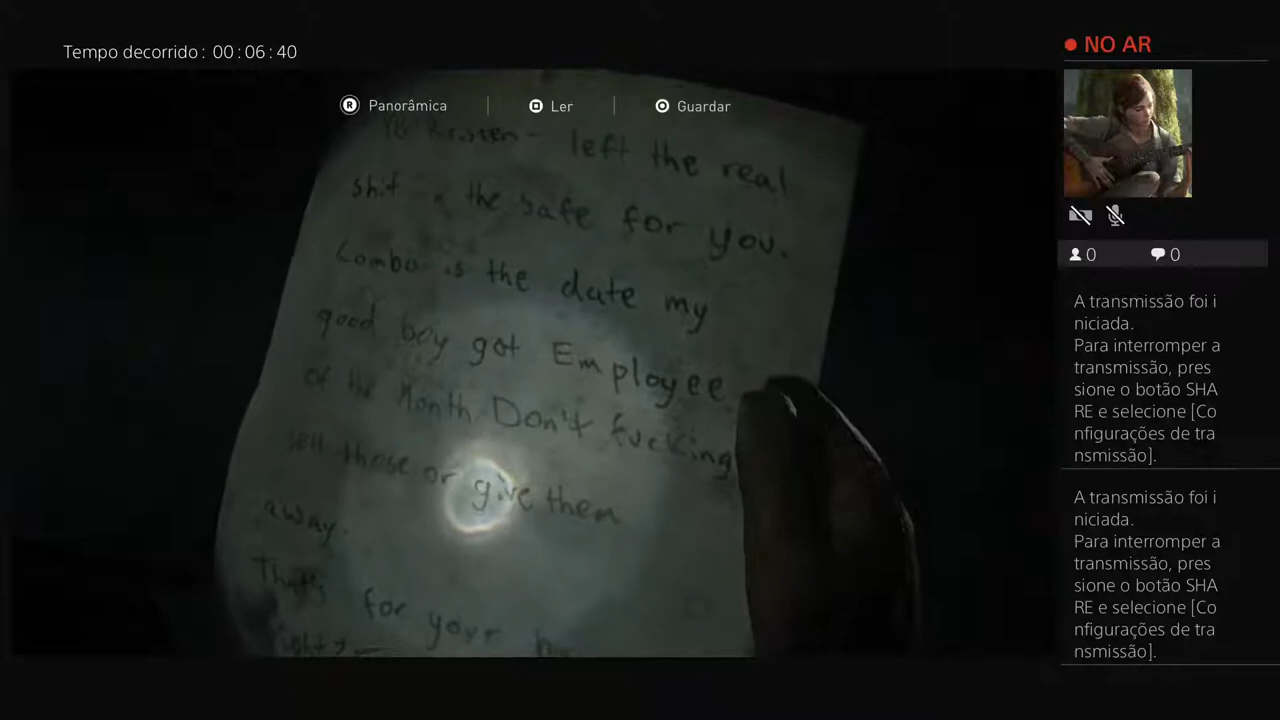 Tempo decorrido: 00:06:40
NO AR
R Panorâmica
Ler
Guardar
left the real
shit the safe for you.
Combo is the date my
good boy got Employee
of the Month. Don't fucking
sell those or give them
away.
That's for your
0
0
A transmissão foi i
niciada.
Para interromper a
transmissão, pres
sione o botão SHA
RE e selecione [Co
nfigurações de tra
nsmissão].
A transmissão foi i
niciada.
Para interromper a
transmissão, pres
sione o botão SHA
RE e selecione [Co
nfigurações de tra
nsmissão].